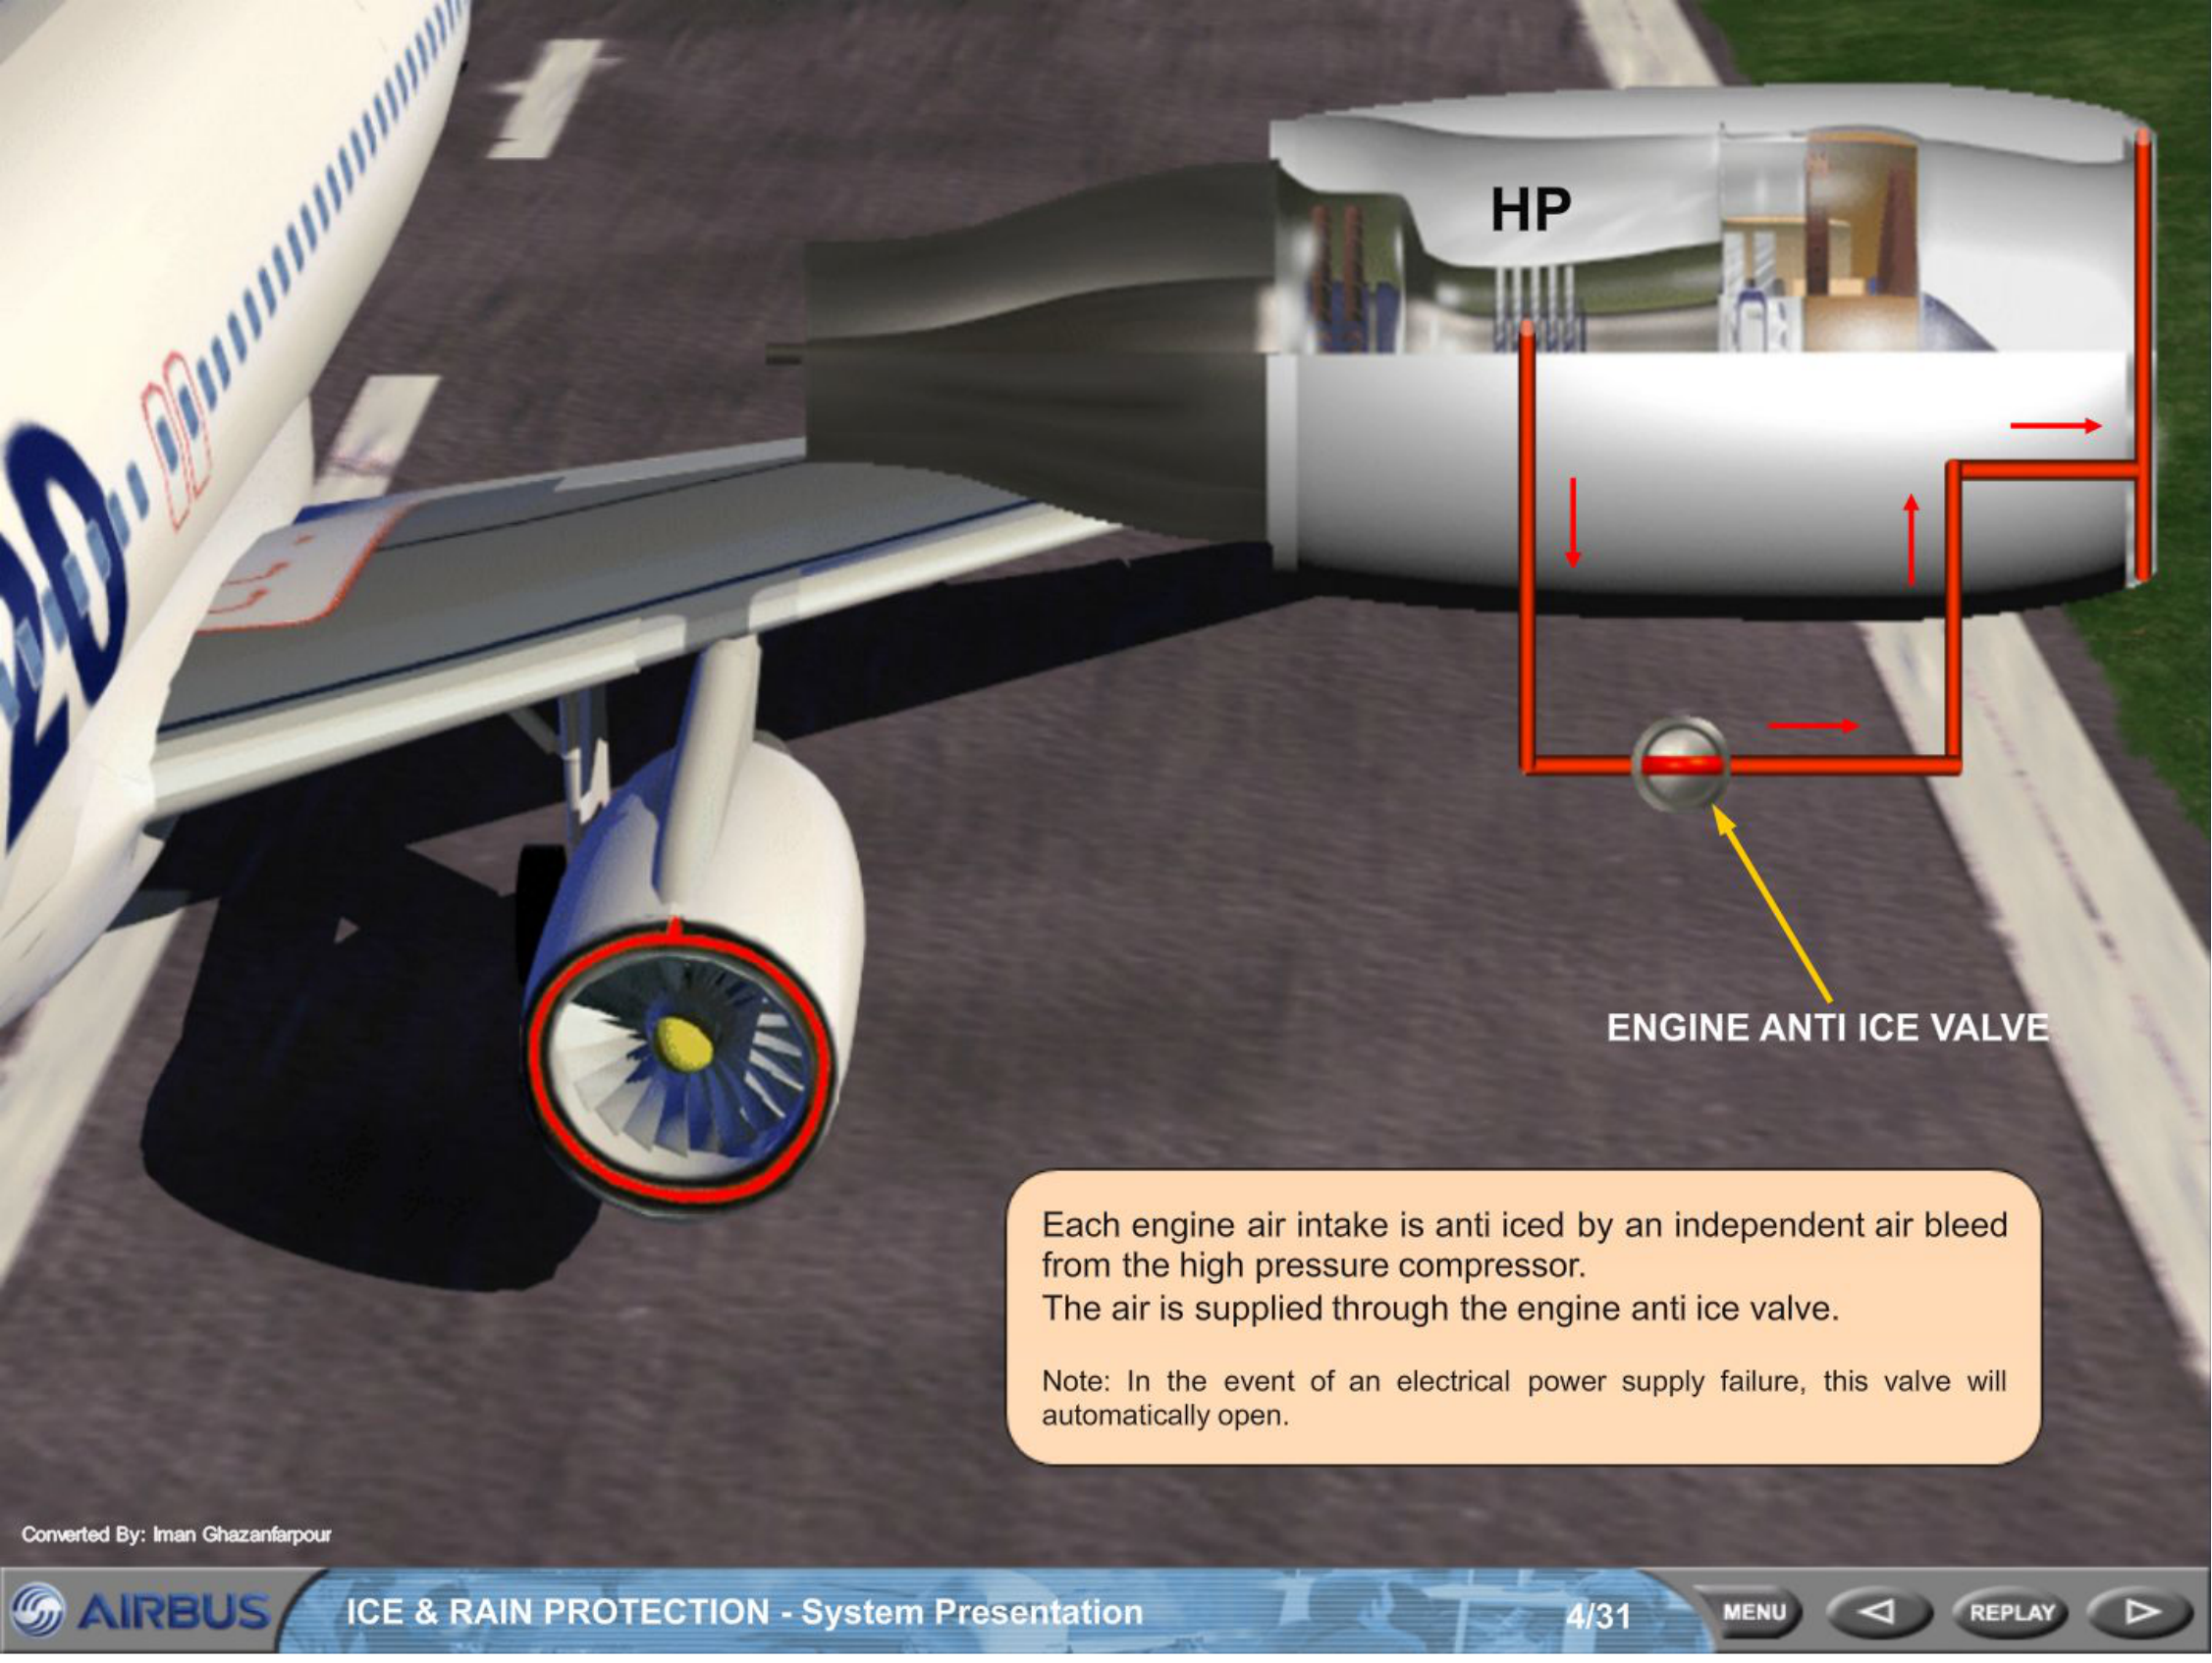 HP
20
ENGINE ANTI ICE VALVE
Each engine air intake is anti iced by an independent air bleed
from the high pressure compressor.
The air is supplied through the engine anti ice valve.
Note: In the event of an electrical power supply failure, this valve will
automatically open.
Converted By: Iman Ghazanfarpour
AIRBUS
ICE & RAIN PROTECTION - System Presentation
4/31
MENU
REPLAY